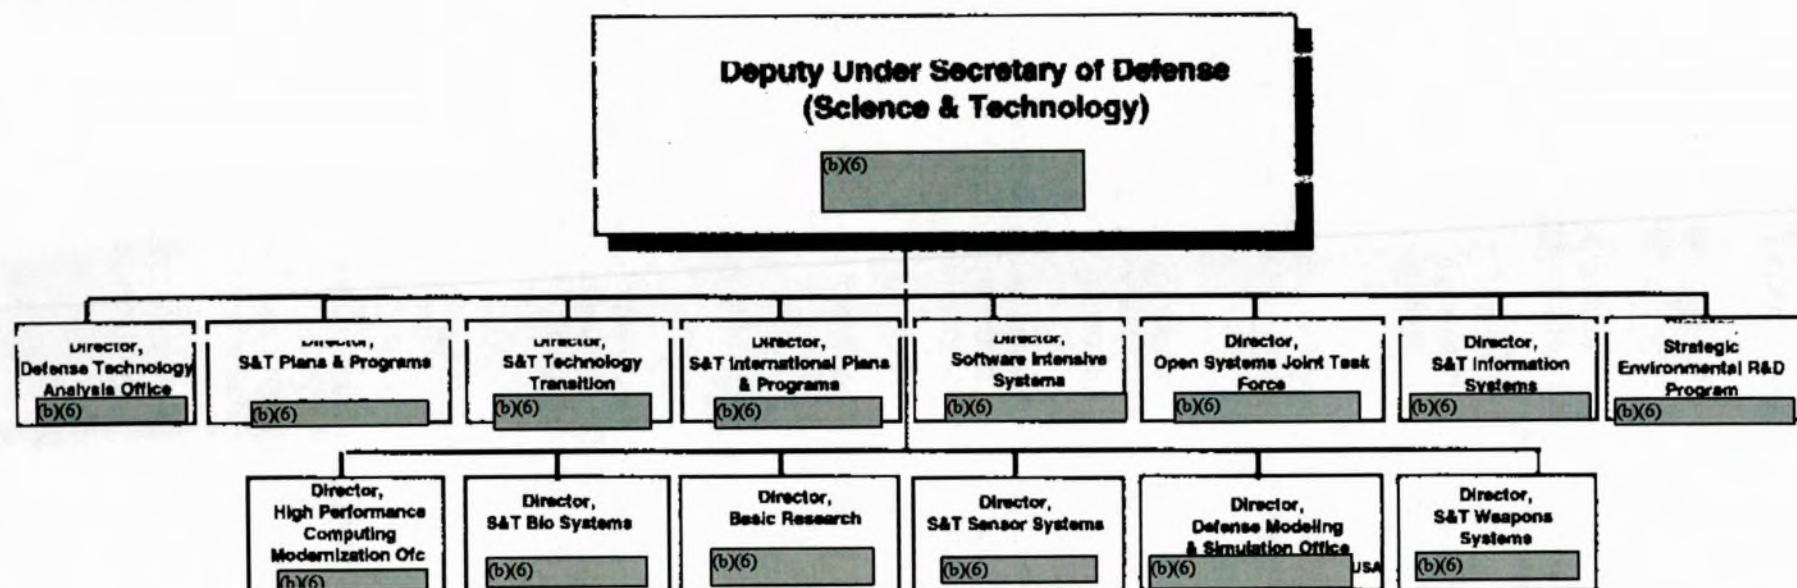 Deputy Under Secretary of Defense
(Science & Technology)
(b)(6)
Director,
Defense Technology
Analysis Office
(b)(6)
Director,
S&T Plans & Programs
(b)(6)
Director,
S&T Technology
Transition
(b)(6)
Director,
S&T International Plans
& Programs
(b)(6)
Director,
Software Intensive
Systems
(b)(6)
Director,
Open Systems Joint Task
Force
(b)(6)
Director,
S&T Information
Systems
(b)(6)
Director,
Strategic
Environmental R&D
Program
(b)(6)
Director,
High Performance
Computing
Modernization Ofc
(b)(6)
Director,
S&T Bio Systems
(b)(6)
Director,
Basic Research
(b)(6)
Director,
S&T Sensor Systems
(b)(6)
Director,
Defense Modeling
& Simulation Office
(b)(6)
USA
Director,
S&T Weapons
Systems
(b)(6)